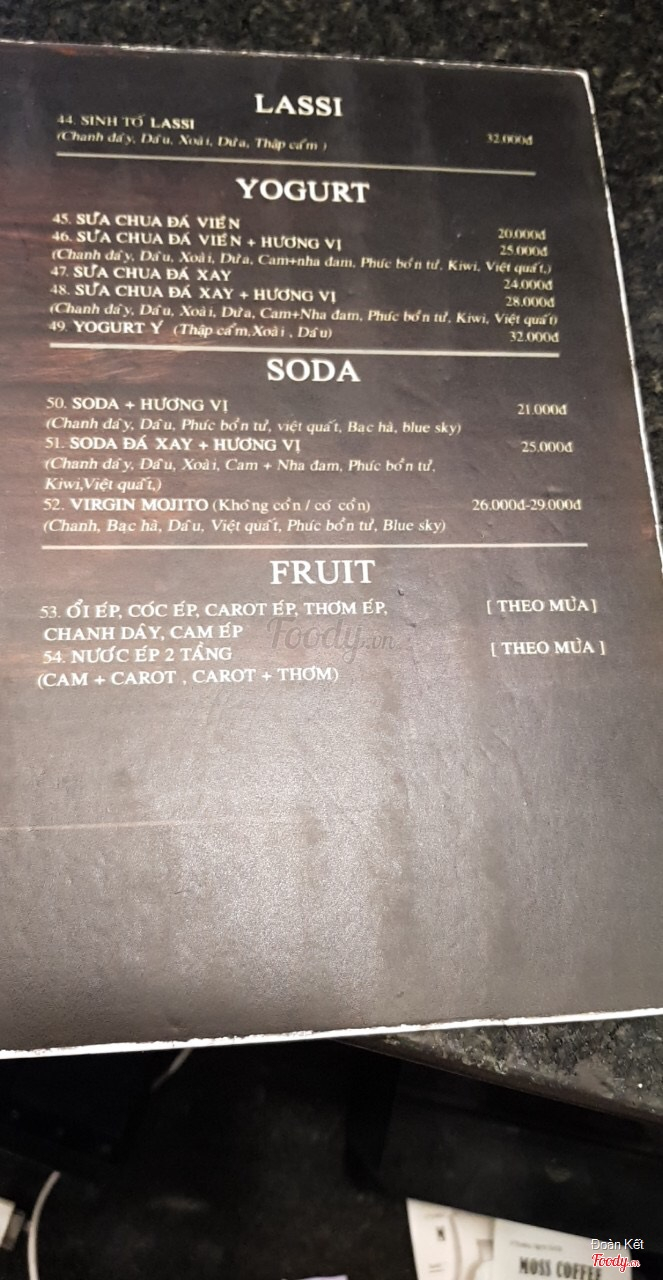 LASSI
44. SINH TỐ LASSI 32.000đ
(Chanh dây, Dâu, Xoài, Dứa, Thập cẩm )
YOGURT
45. SỮA CHUA ĐÁ VIÊN 20.000đ
46. SỮA CHUA ĐÁ VIÊN + HƯƠNG VỊ 25.000đ
(Chanh dây, Dâu, Xoài, Dứa, Cam+nha đam, Phúc bồn tử, Kiwi, Việt quất,)
47. SỮA CHUA ĐÁ XAY 24.000đ
48. SỮA CHUA ĐÁ XAY + HƯƠNG VỊ 28.000đ
(Chanh dây, Dâu, Xoài, Dứa, Cam+Nha đam, Phúc bồn tử, Kiwi, Việt quất)
49. YOGURT Ý (Thập cẩm,Xoài , Dâu) 32.000đ
SODA
50. SODA + HƯƠNG VỊ 21.000đ
(Chanh dây, Dâu, Phúc bồn tử, việt quất, Bạc hà, blue sky)
51. SODA ĐÁ XAY + HƯƠNG VỊ 25.000đ
(Chanh dây, Dâu, Xoài, Cam + Nha đam, Phúc bồn tử,
Kiwi,Việt quất,)
52. VIRGIN MOJITO (Không cồn / có cồn) 26.000đ-29.000đ
(Chanh, Bạc hà, Dâu, Việt quất, Phúc bồn tử, Blue sky)
FRUIT
53. ỔI ÉP, CÓC ÉP, CAROT ÉP, THƠM ÉP, [ THEO MÙA ]
CHANH DÂY, CAM ÉP
54. NƯỚC ÉP 2 TẦNG [ THEO MÙA ]
(CAM + CAROT , CAROT + THƠM)
Foody.vn
Đoàn Kết
Foody.vn
MOSS COFFEE